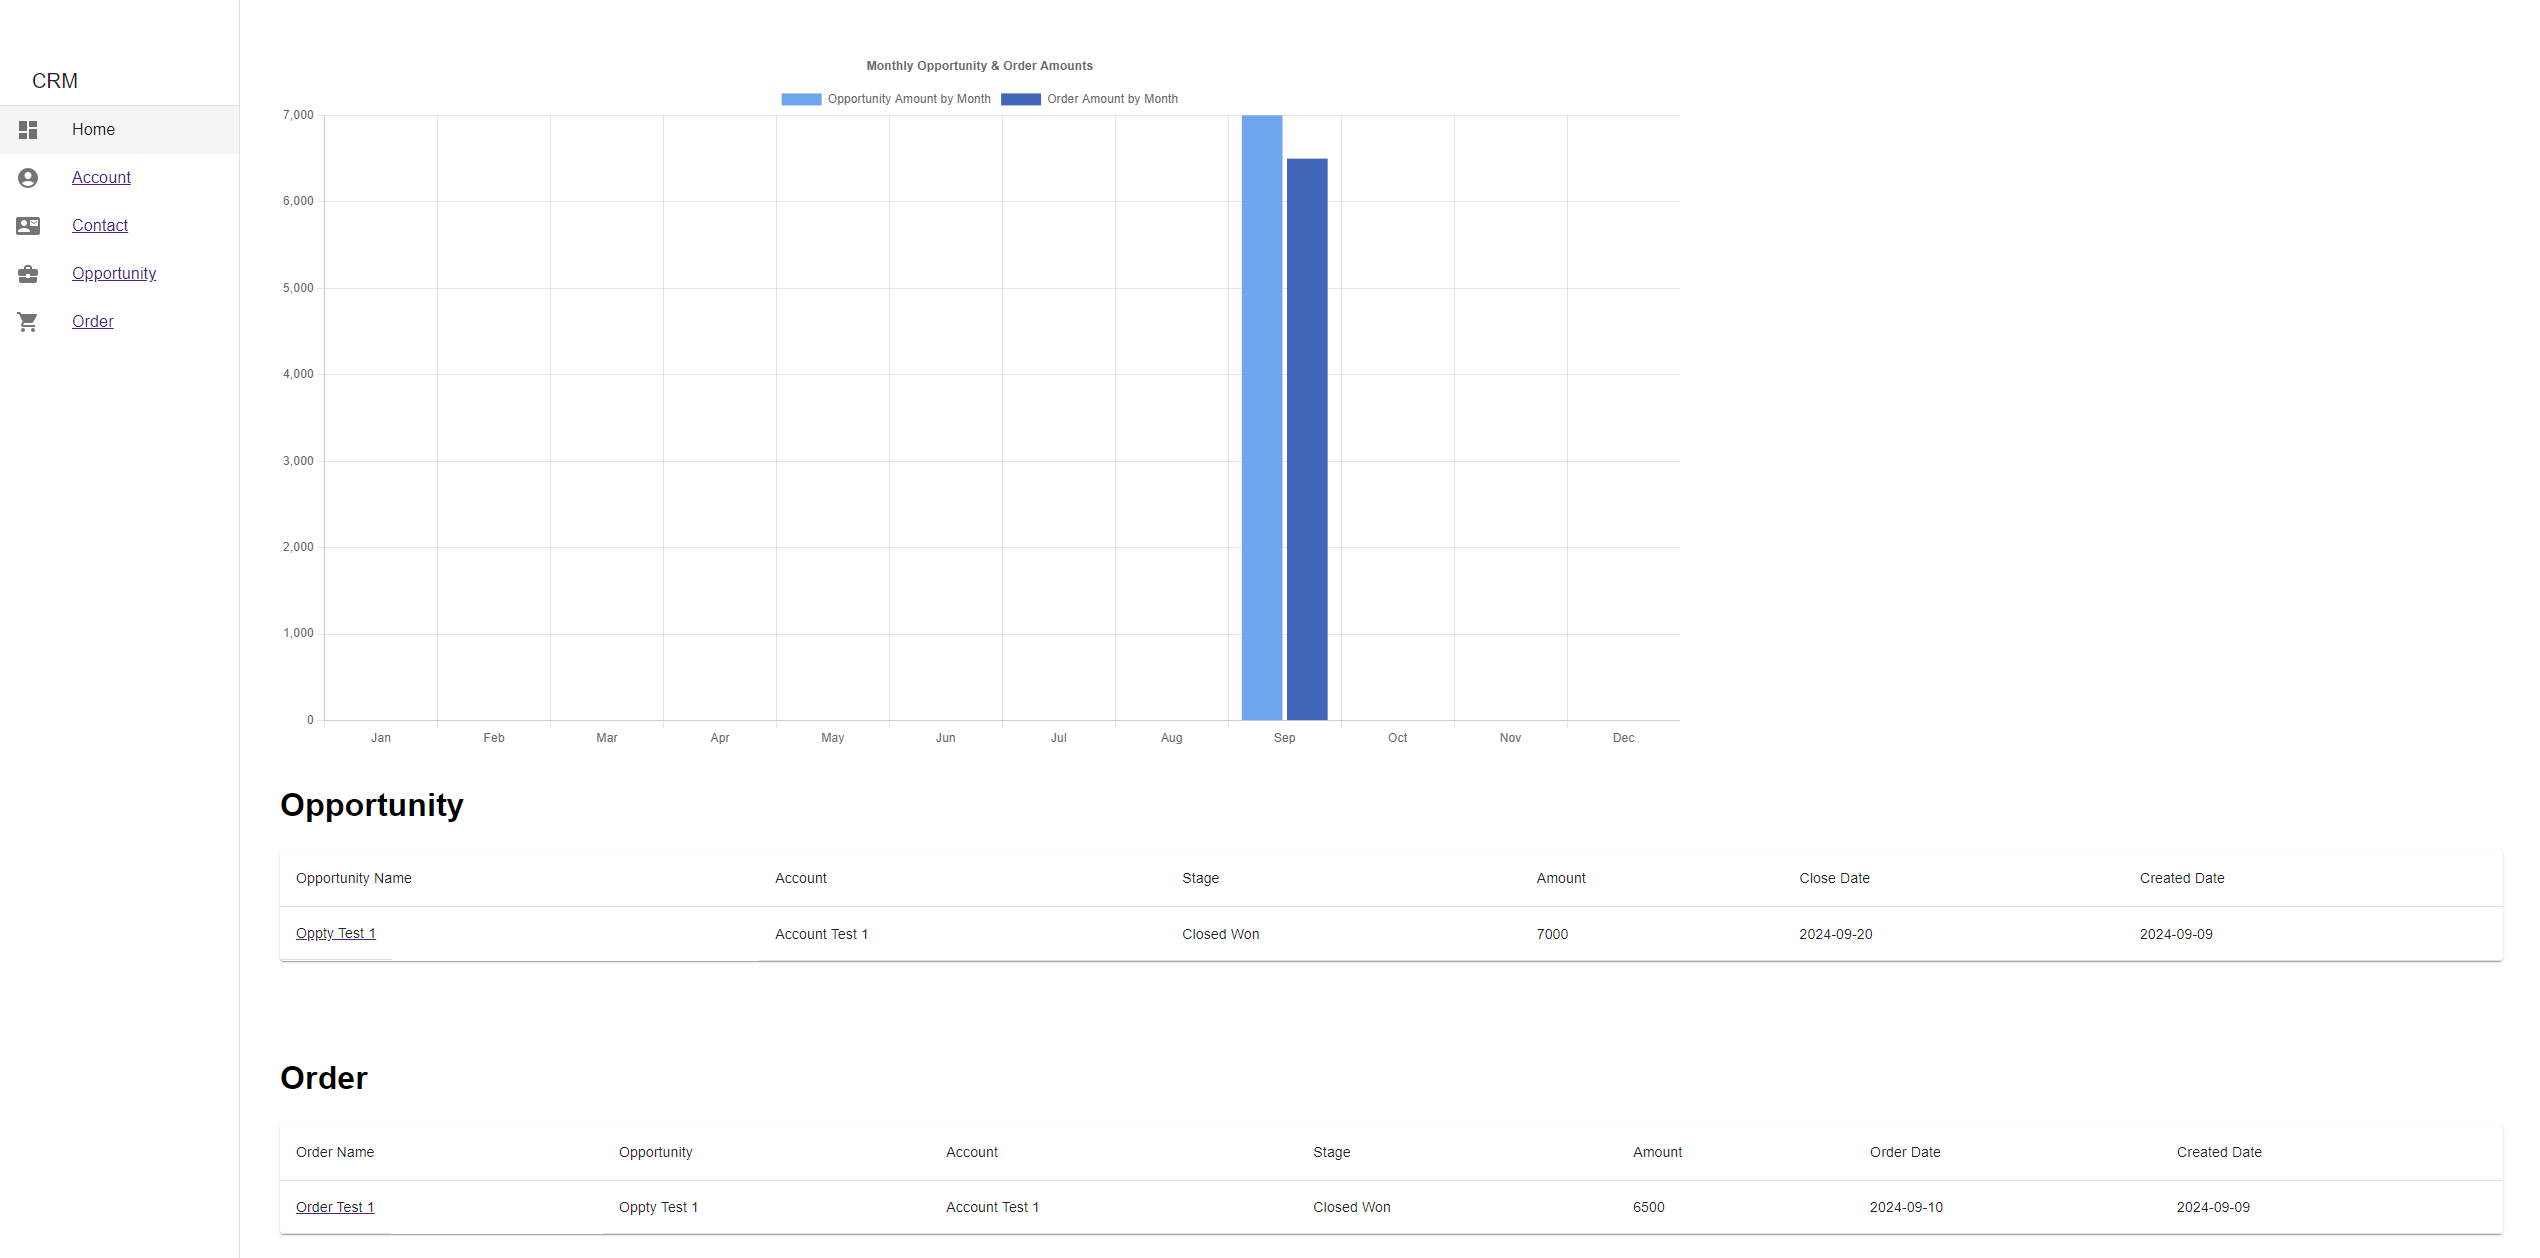 CRM
Home
Account
Contact
Opportunity
Order
Monthly Opportunity & Order Amounts
Opportunity Amount by Month Order Amount by Month
7,000
6,000
5,000
4,000
3,000
2,000
1,000
0
Jan Feb Mar Apr May Jun Jul Aug Sep Oct Nov Dec
Opportunity
Opportunity Name Account Stage Amount Close Date Created Date
Oppty Test 1 Account Test 1 Closed Won 7000 2024-09-20 2024-09-09
Order
Order Name Opportunity Account Stage Amount Order Date Created Date
Order Test 1 Oppty Test 1 Account Test 1 Closed Won 6500 2024-09-10 2024-09-09